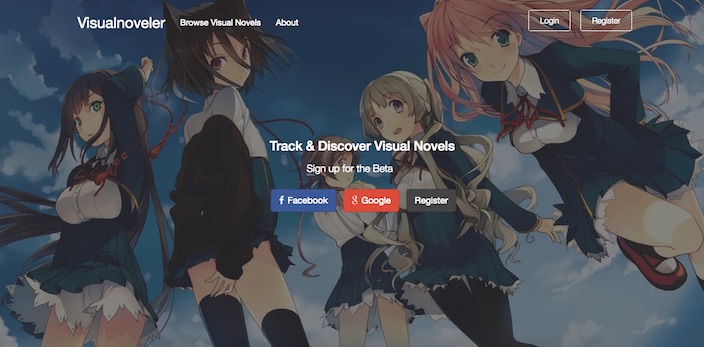 Visualnoveler
Browse Visual Novels
About
Login
Register
Track & Discover Visual Novels
Sign up for the Beta
Facebook
Google
Register